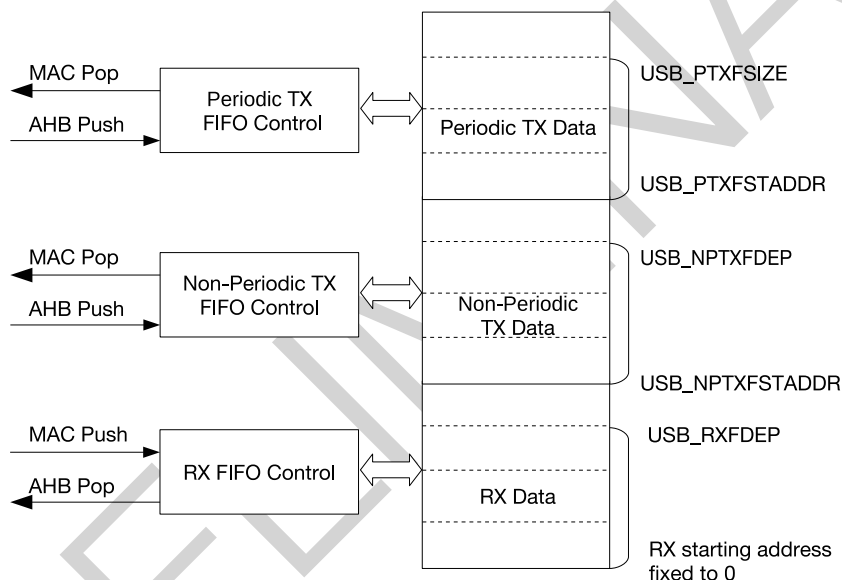 MAC Pop
AHB Push
Periodic TX
FIFO Control
Periodic TX Data
USB_PTXFSIZE
USB_PTXFSTADDR
MAC Pop
AHB Push
Non-Periodic TX
FIFO Control
Non-Periodic
TX Data
USB_NPTXFDEP
USB_NPTXFSTADDR
MAC Push
AHB Pop
RX FIFO Control
RX Data
USB_RXFDEP
RX starting address
fixed to 0